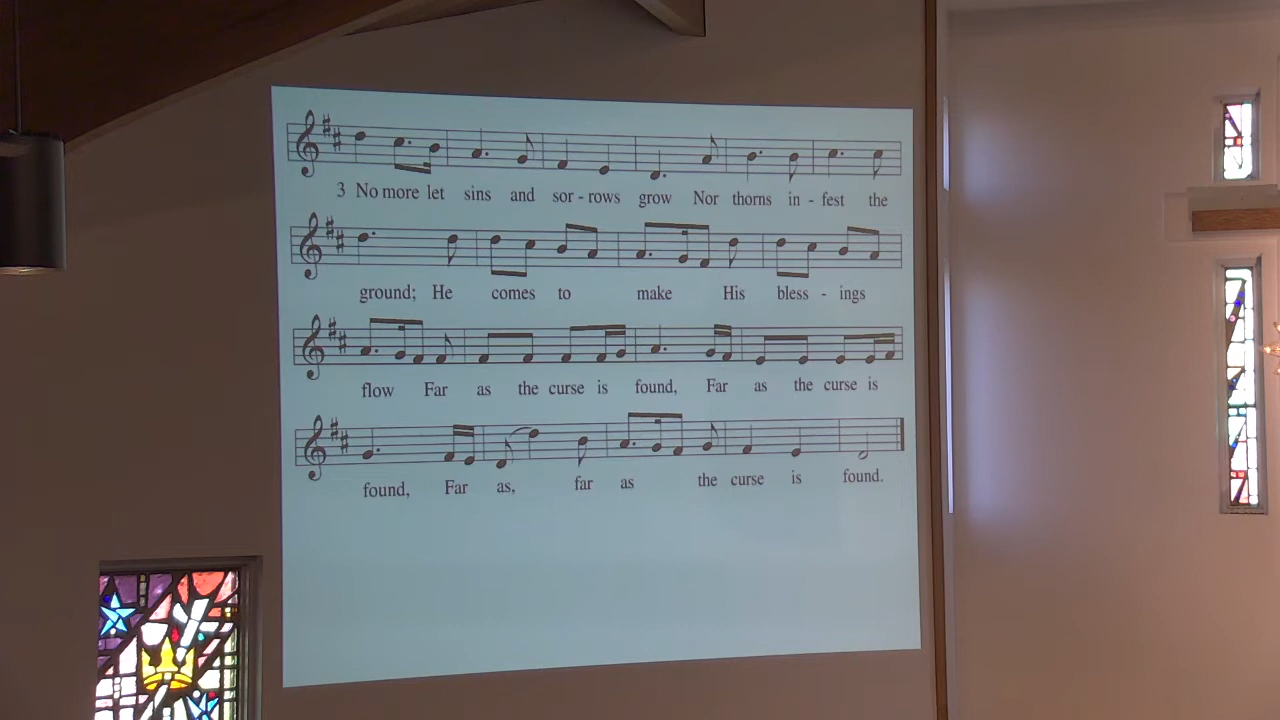 3 No more let sins and sor - rows grow Nor thorns in - fest the
ground; He comes to make His bless - ings
flow Far as the curse is found, Far as the curse is
found, Far as, far as the curse is found.